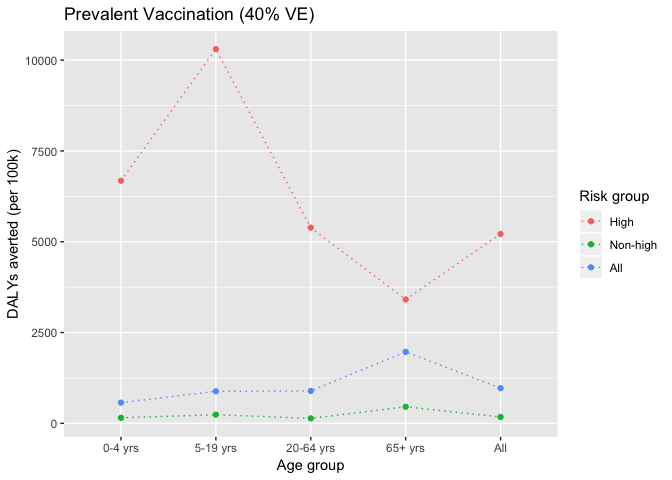 Prevalent Vaccination (40% VE)
DALYs averted (per 100k)
10000
7500
5000
2500
0
0-4 yrs
5-19 yrs
20-64 yrs
65+ yrs
All
Age group
Risk group
High
Non-high
All